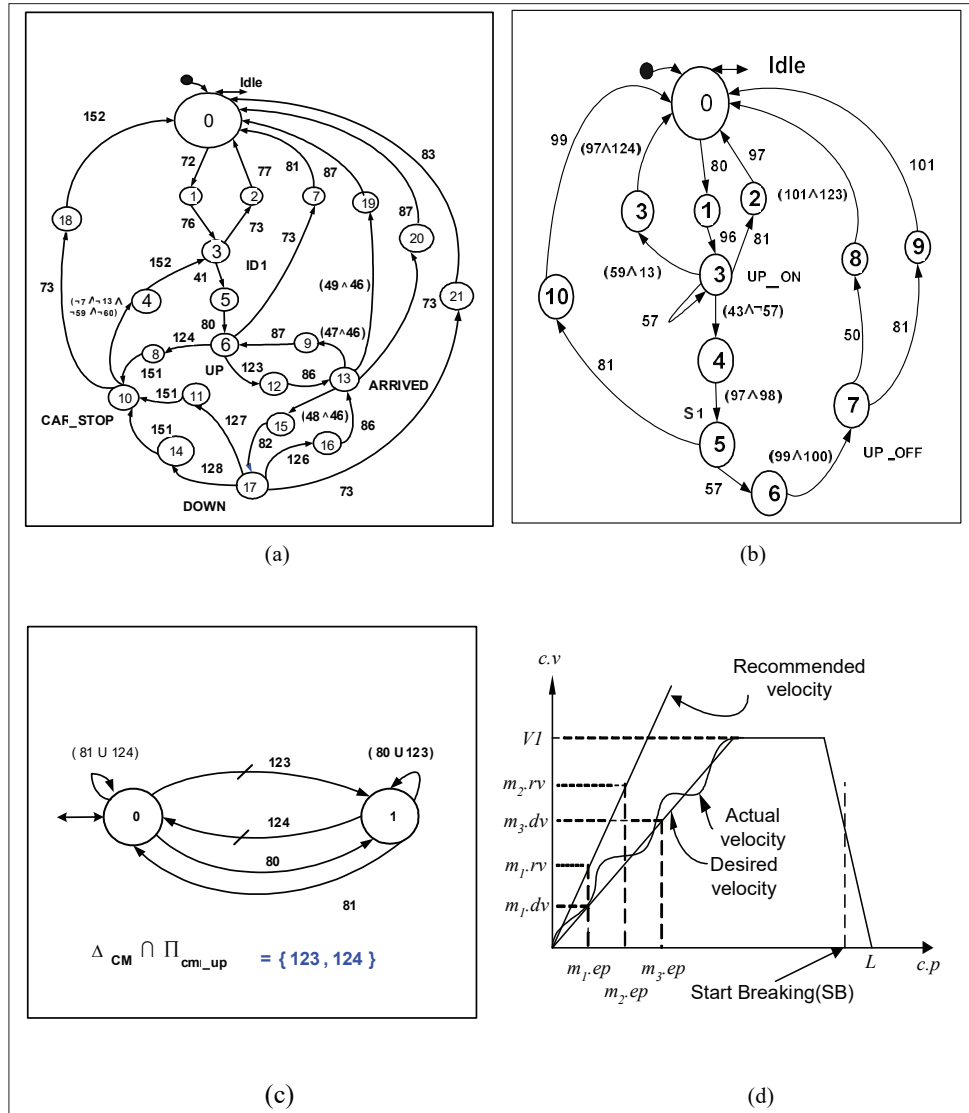 Idle
0
152
72
77
81
87
83
18
1
2
7
19
87
20
76
73
73
3
152
ID1
(49 ∧ 46)
73
21
41
4
5
73
(¬7 ∧¬13 ∧
¬59 ∧¬60)
80
124
6
87
9
(47 ∧46)
8
UP
123
12
86
13
ARRIVED
151
10
151
11
CAR_STOP
127
15
(48 ∧46)
86
151
82
16
14
128
126
17
73
DOWN
(a)
Idle
0
99
(97∧124)
80
97
101
(101∧123)
3
1
2
96
81
8
9
3
(59∧13)
UP_ON
10
57
(43∧¬57)
50
81
4
81
(97∧98)
S1
7
5
(99∧100)
UP_OFF
57
6
(b)
( 81 U 124)
123
( 80 U 123)
0
1
124
80
81
Δ CM ∩ Π cmi_up = { 123 , 124 }
(c)
c.v
Recommended
velocity
V1
m2.rv
m3.dv
Actual
velocity
m1.rv
Desired
velocity
m1.dv
m1.ep
m2.ep
m3.ep
L
c.p
Start Breaking(SB)
(d)